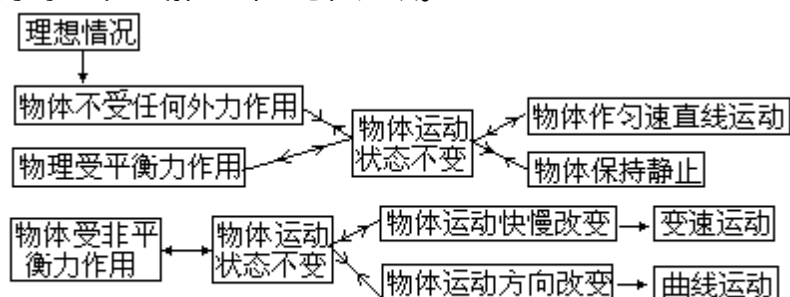 理想情况
物体不受任何外力作用
物体运动
状态不变
物体作匀速直线运动
物理受平衡力作用
物体保持静止
物体受非平
衡力作用
物体运动
状态不变
物体运动快慢改变
变速运动
物体运动方向改变
曲线运动